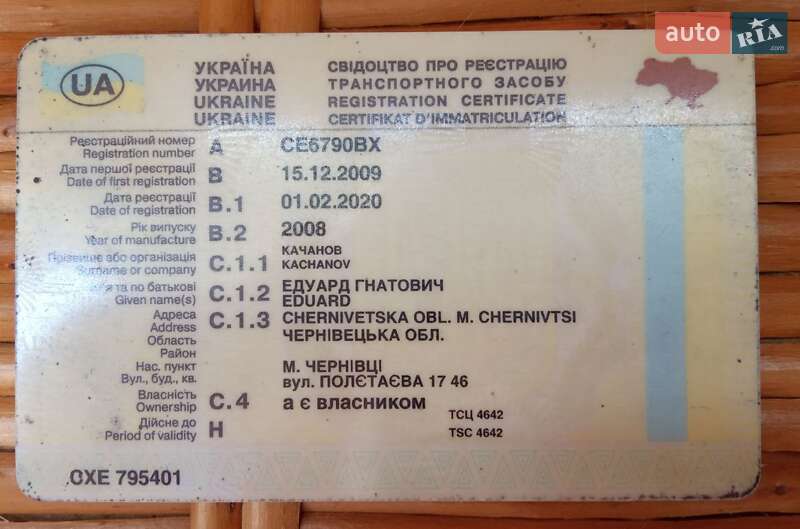 auto RIA.com
UA
УКРАЇНА СВІДОЦТВО ПРО РЕЄСТРАЦІЮ
УКРАИНА ТРАНСПОРТНОГО ЗАСОБУ
UKRAINE REGISTRATION CERTIFICATE
UKRAINE CERTIFIKAT D'IMMATRICULATION
Реєстраційний номер
Registration number A CE6790BX
Дата першої реєстрації
Date of first registration B 15.12.2009
Дата реєстрації
Date of registration B.1 01.02.2020
Рік випуску
Year of manufacture B.2 2008
Прізвище або організація C.1.1 КАЧАНОВ
Surname or company KACHANOV
та по батькові C.1.2 ЕДУАРД ГНАТОВИЧ
Given name(s) EDUARD
Адреса C.1.3 CHERNIVETSKA OBL. M. CHERNIVTSI
Address ЧЕРНІВЕЦЬКА ОБЛ.
Область
Район
Нас. пункт М. ЧЕРНІВЦІ
Вул., буд., кв. вул. ПОЛЄТАЄВА 17 46
Власність
Ownership C.4 а є власником
ТСЦ 4642
Дійсне до
Period of validity H TSC 4642
СХЕ 795401